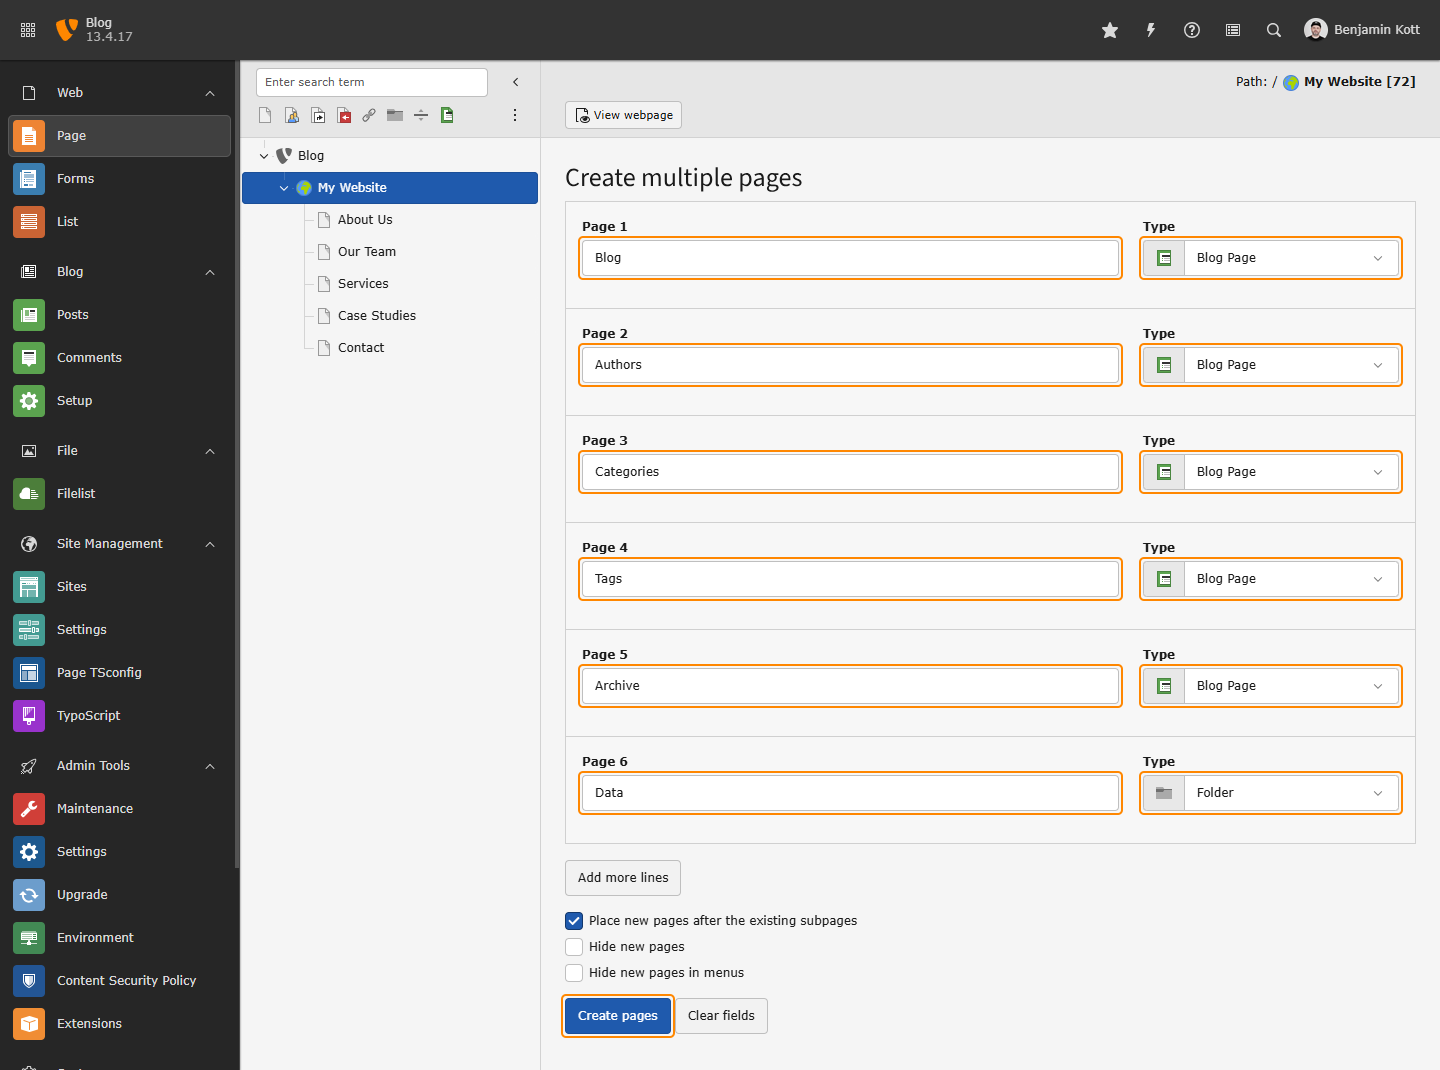 Blog
13.4.17
Benjamin Kott
Web
Page
Forms
List
Blog
Posts
Comments
Setup
File
Filelist
Site Management
Sites
Settings
Page TSconfig
TypoScript
Admin Tools
Maintenance
Settings
Upgrade
Environment
Content Security Policy
Extensions
Enter search term
Blog
My Website
About Us
Our Team
Services
Case Studies
Contact
Path: / My Website [72]
View webpage
Create multiple pages
Page 1 Type
Blog Blog Page
Page 2 Type
Authors Blog Page
Page 3 Type
Categories Blog Page
Page 4 Type
Tags Blog Page
Page 5 Type
Archive Blog Page
Page 6 Type
Data Folder
Add more lines
Place new pages after the existing subpages
Hide new pages
Hide new pages in menus
Create pages Clear fields